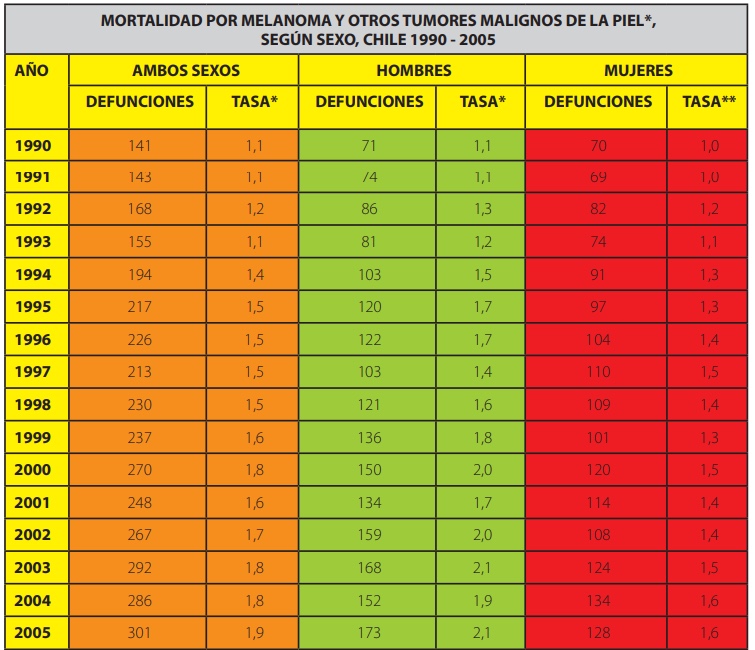 MORTALIDAD POR MELANOMA Y OTROS TUMORES MALIGNOS DE LA PIEL*,
SEGÚN SEXO, CHILE 1990 - 2005
AÑO AMBOS SEXOS HOMBRES MUJERES
DEFUNCIONES TASA* DEFUNCIONES TASA* DEFUNCIONES TASA**
1990 141 1,1 71 1,1 70 1,0
1991 143 1,1 74 1,1 69 1,0
1992 168 1,2 86 1,3 82 1,2
1993 155 1,1 81 1,2 74 1,1
1994 194 1,4 103 1,5 91 1,3
1995 217 1,5 120 1,7 97 1,3
1996 226 1,5 122 1,7 104 1,4
1997 213 1,5 103 1,4 110 1,5
1998 230 1,5 121 1,6 109 1,4
1999 237 1,6 136 1,8 101 1,3
2000 270 1,8 150 2,0 120 1,5
2001 248 1,6 134 1,7 114 1,4
2002 267 1,7 159 2,0 108 1,4
2003 292 1,8 168 2,1 124 1,5
2004 286 1,8 152 1,9 134 1,6
2005 301 1,9 173 2,1 128 1,6